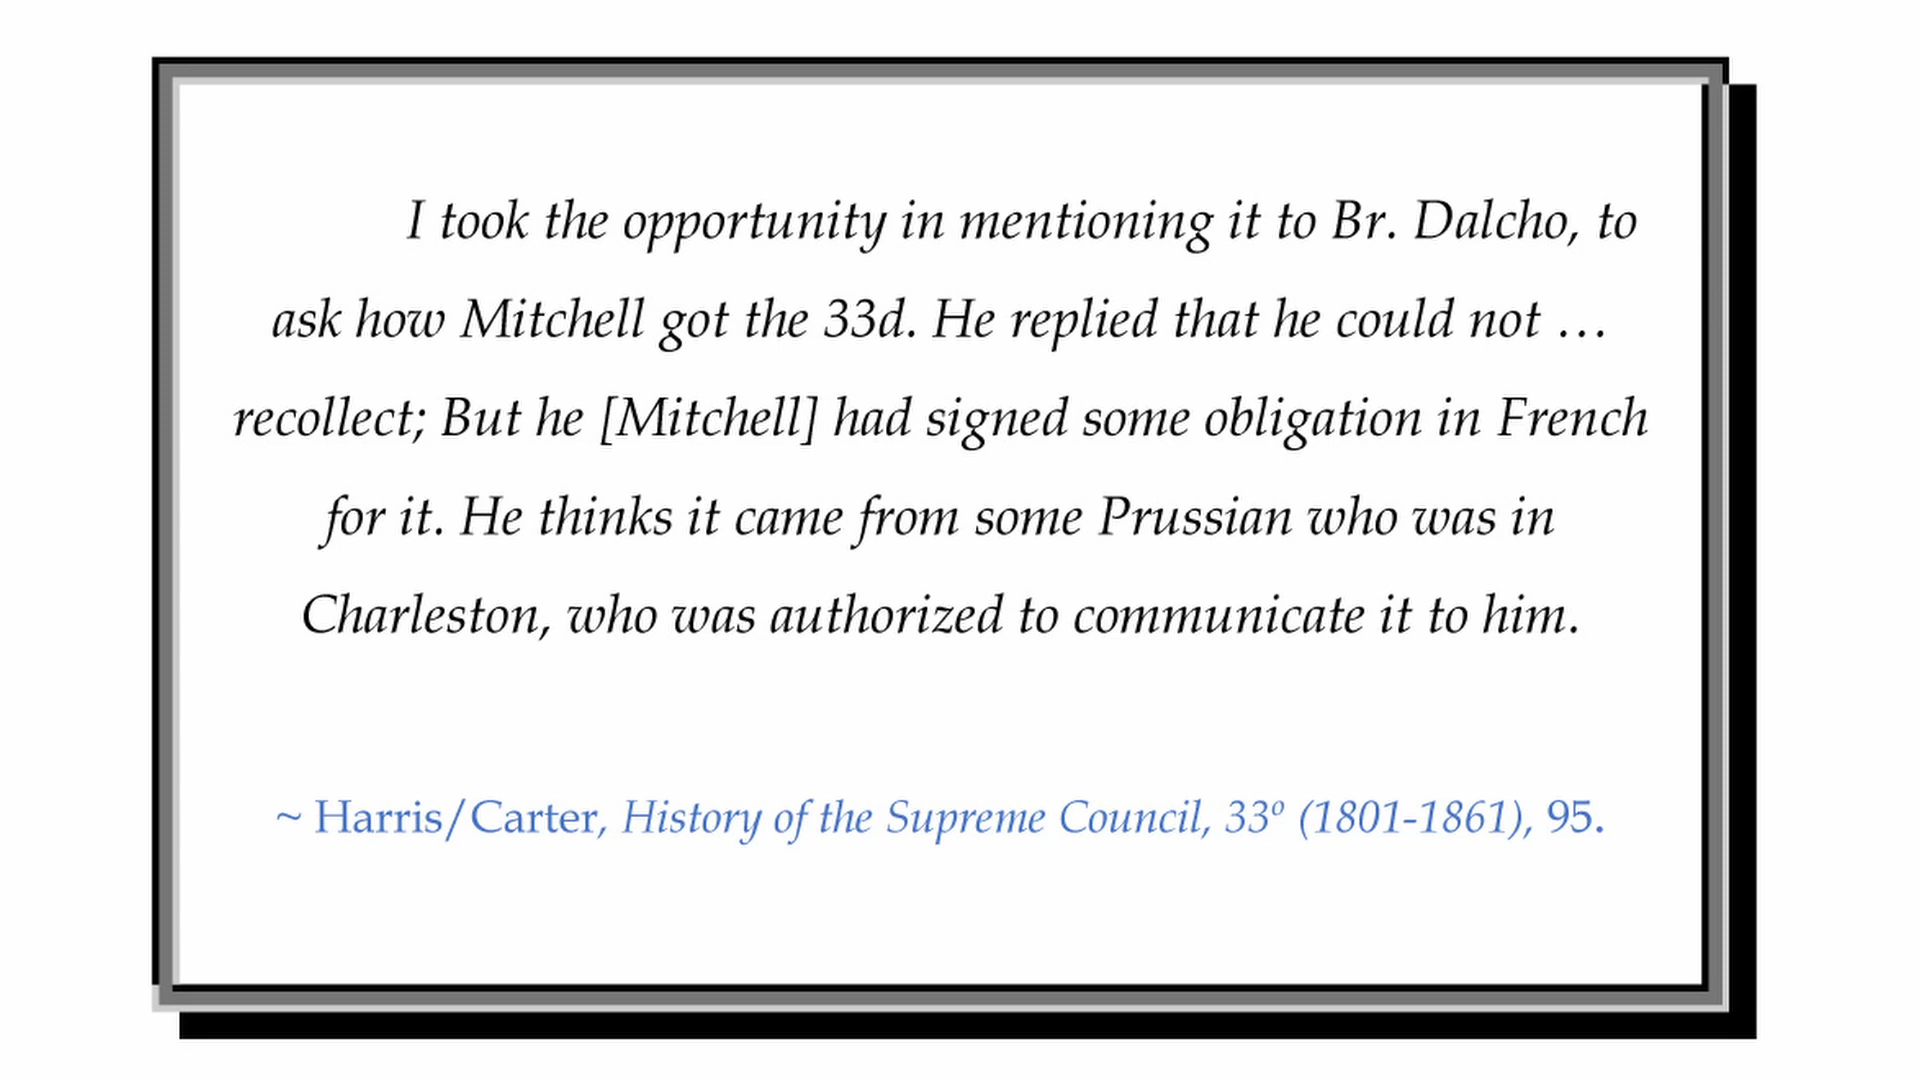 I took the opportunity in mentioning it to Br. Dalcho, to
ask how Mitchell got the 33d. He replied that he could not …
recollect; But he [Mitchell] had signed some obligation in French
for it. He thinks it came from some Prussian who was in
Charleston, who was authorized to communicate it to him.
~ Harris/Carter, History of the Supreme Council, 33º (1801-1861), 95.